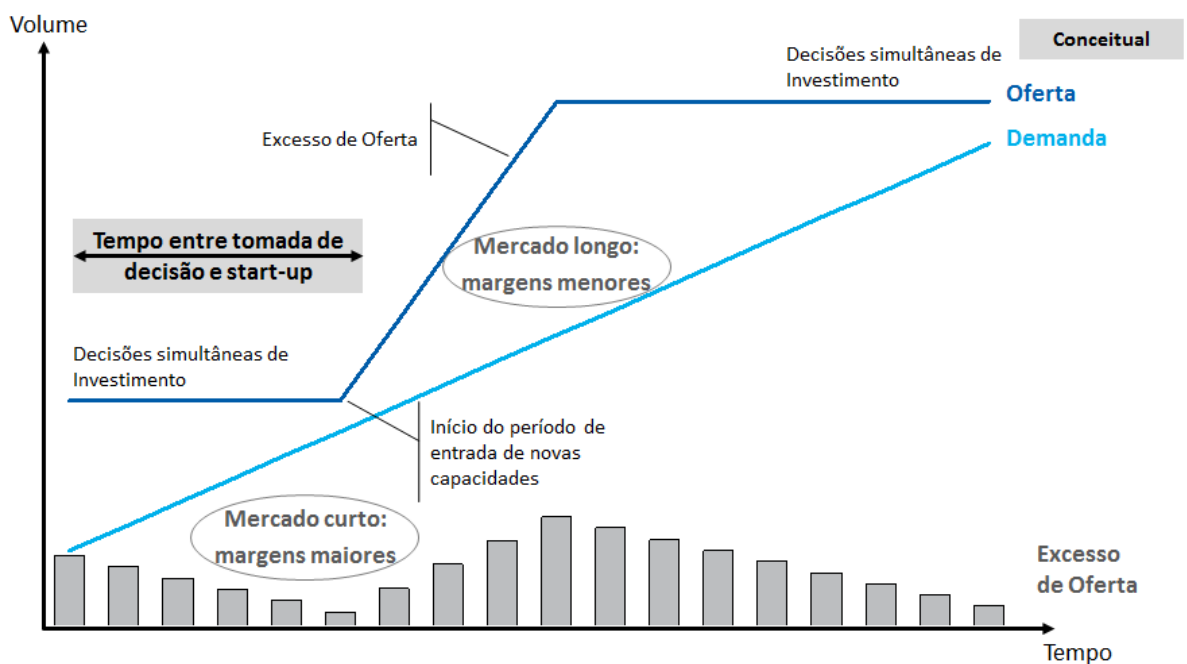 Volume
Conceitual
Decisões simultâneas de
Investimento
Oferta
Demanda
Excesso de Oferta
Tempo entre tomada de
decisão e start-up
Mercado longo:
margens menores
Decisões simultâneas de
Investimento
Início do período de
entrada de novas
capacidades
Mercado curto:
margens maiores
Excesso
de Oferta
Tempo